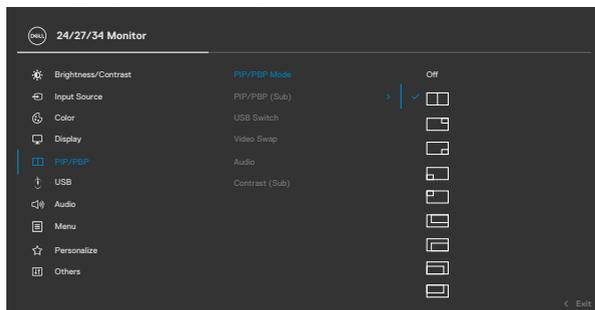 DELL
24/27/34 Monitor
Brightness/Contrast
Input Source
Color
Display
PIP/PBP
USB
Audio
Menu
Personalize
Others
PIP/PBP Mode
PIP/PBP (Sub)
USB Switch
Video Swap
Audio
Contrast (Sub)
Off
Exit